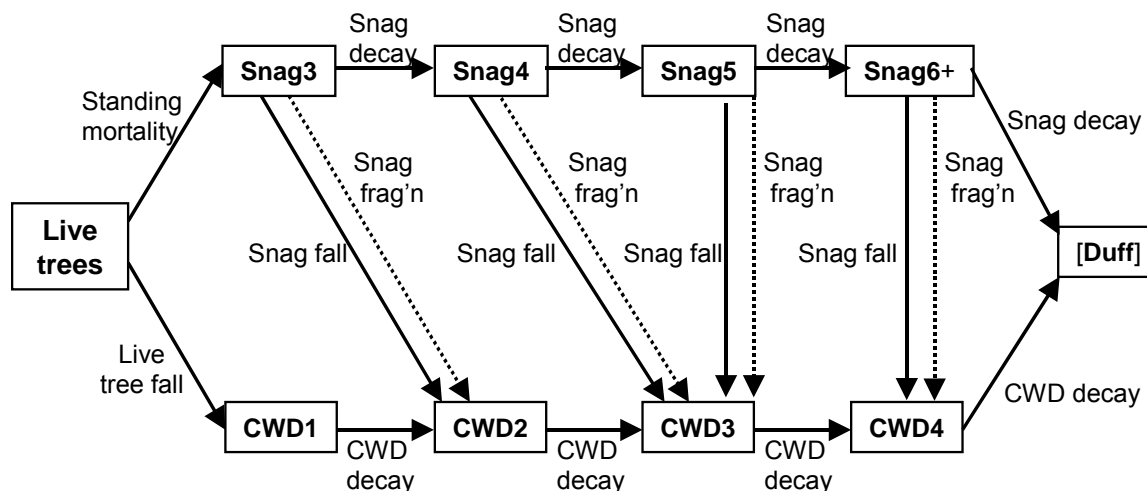 Snag
decay
Snag
decay
Snag
decay
Snag3
Snag4
Snag5
Snag6+
Standing
mortality
Snag
frag'n
Snag
frag'n
Snag
frag'n
Snag
frag'n
Snag decay
Live
trees
Snag fall
Snag fall
Snag fall
Snag fall
[Duff]
Live
tree fall
CWD decay
CWD1
CWD2
CWD3
CWD4
CWD
decay
CWD
decay
CWD
decay